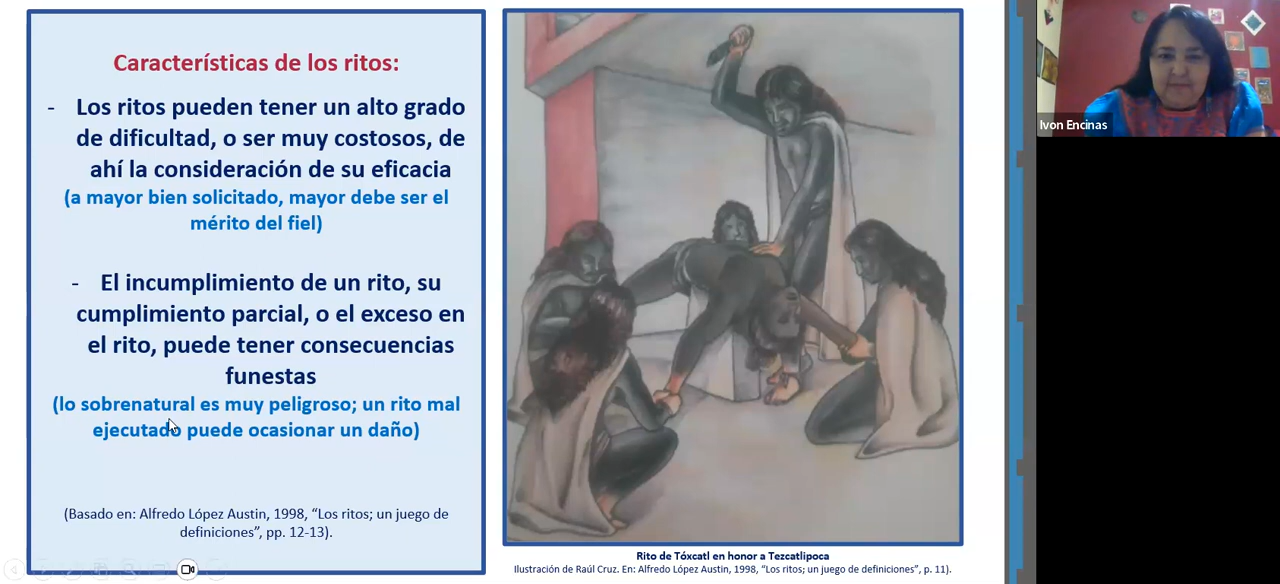 Características de los ritos:
- Los ritos pueden tener un alto grado
de dificultad, o ser muy costosos, de
ahí la consideración de su eficacia
(a mayor bien solicitado, mayor debe ser el
mérito del fiel)
- El incumplimiento de un rito, su
cumplimiento parcial, o el exceso en
el rito, puede tener consecuencias
funestas
(lo sobrenatural es muy peligroso; un rito mal
ejecutado puede ocasionar un daño)
(Basado en: Alfredo López Austin, 1998, “Los ritos; un juego de
definiciones”, pp. 12-13).
Rito de Tóxcatl en honor a Tezcatlipoca
Ilustración de Raúl Cruz. En: Alfredo López Austin, 1998, “Los ritos; un juego de definiciones”, p. 11).
Ivon Encinas